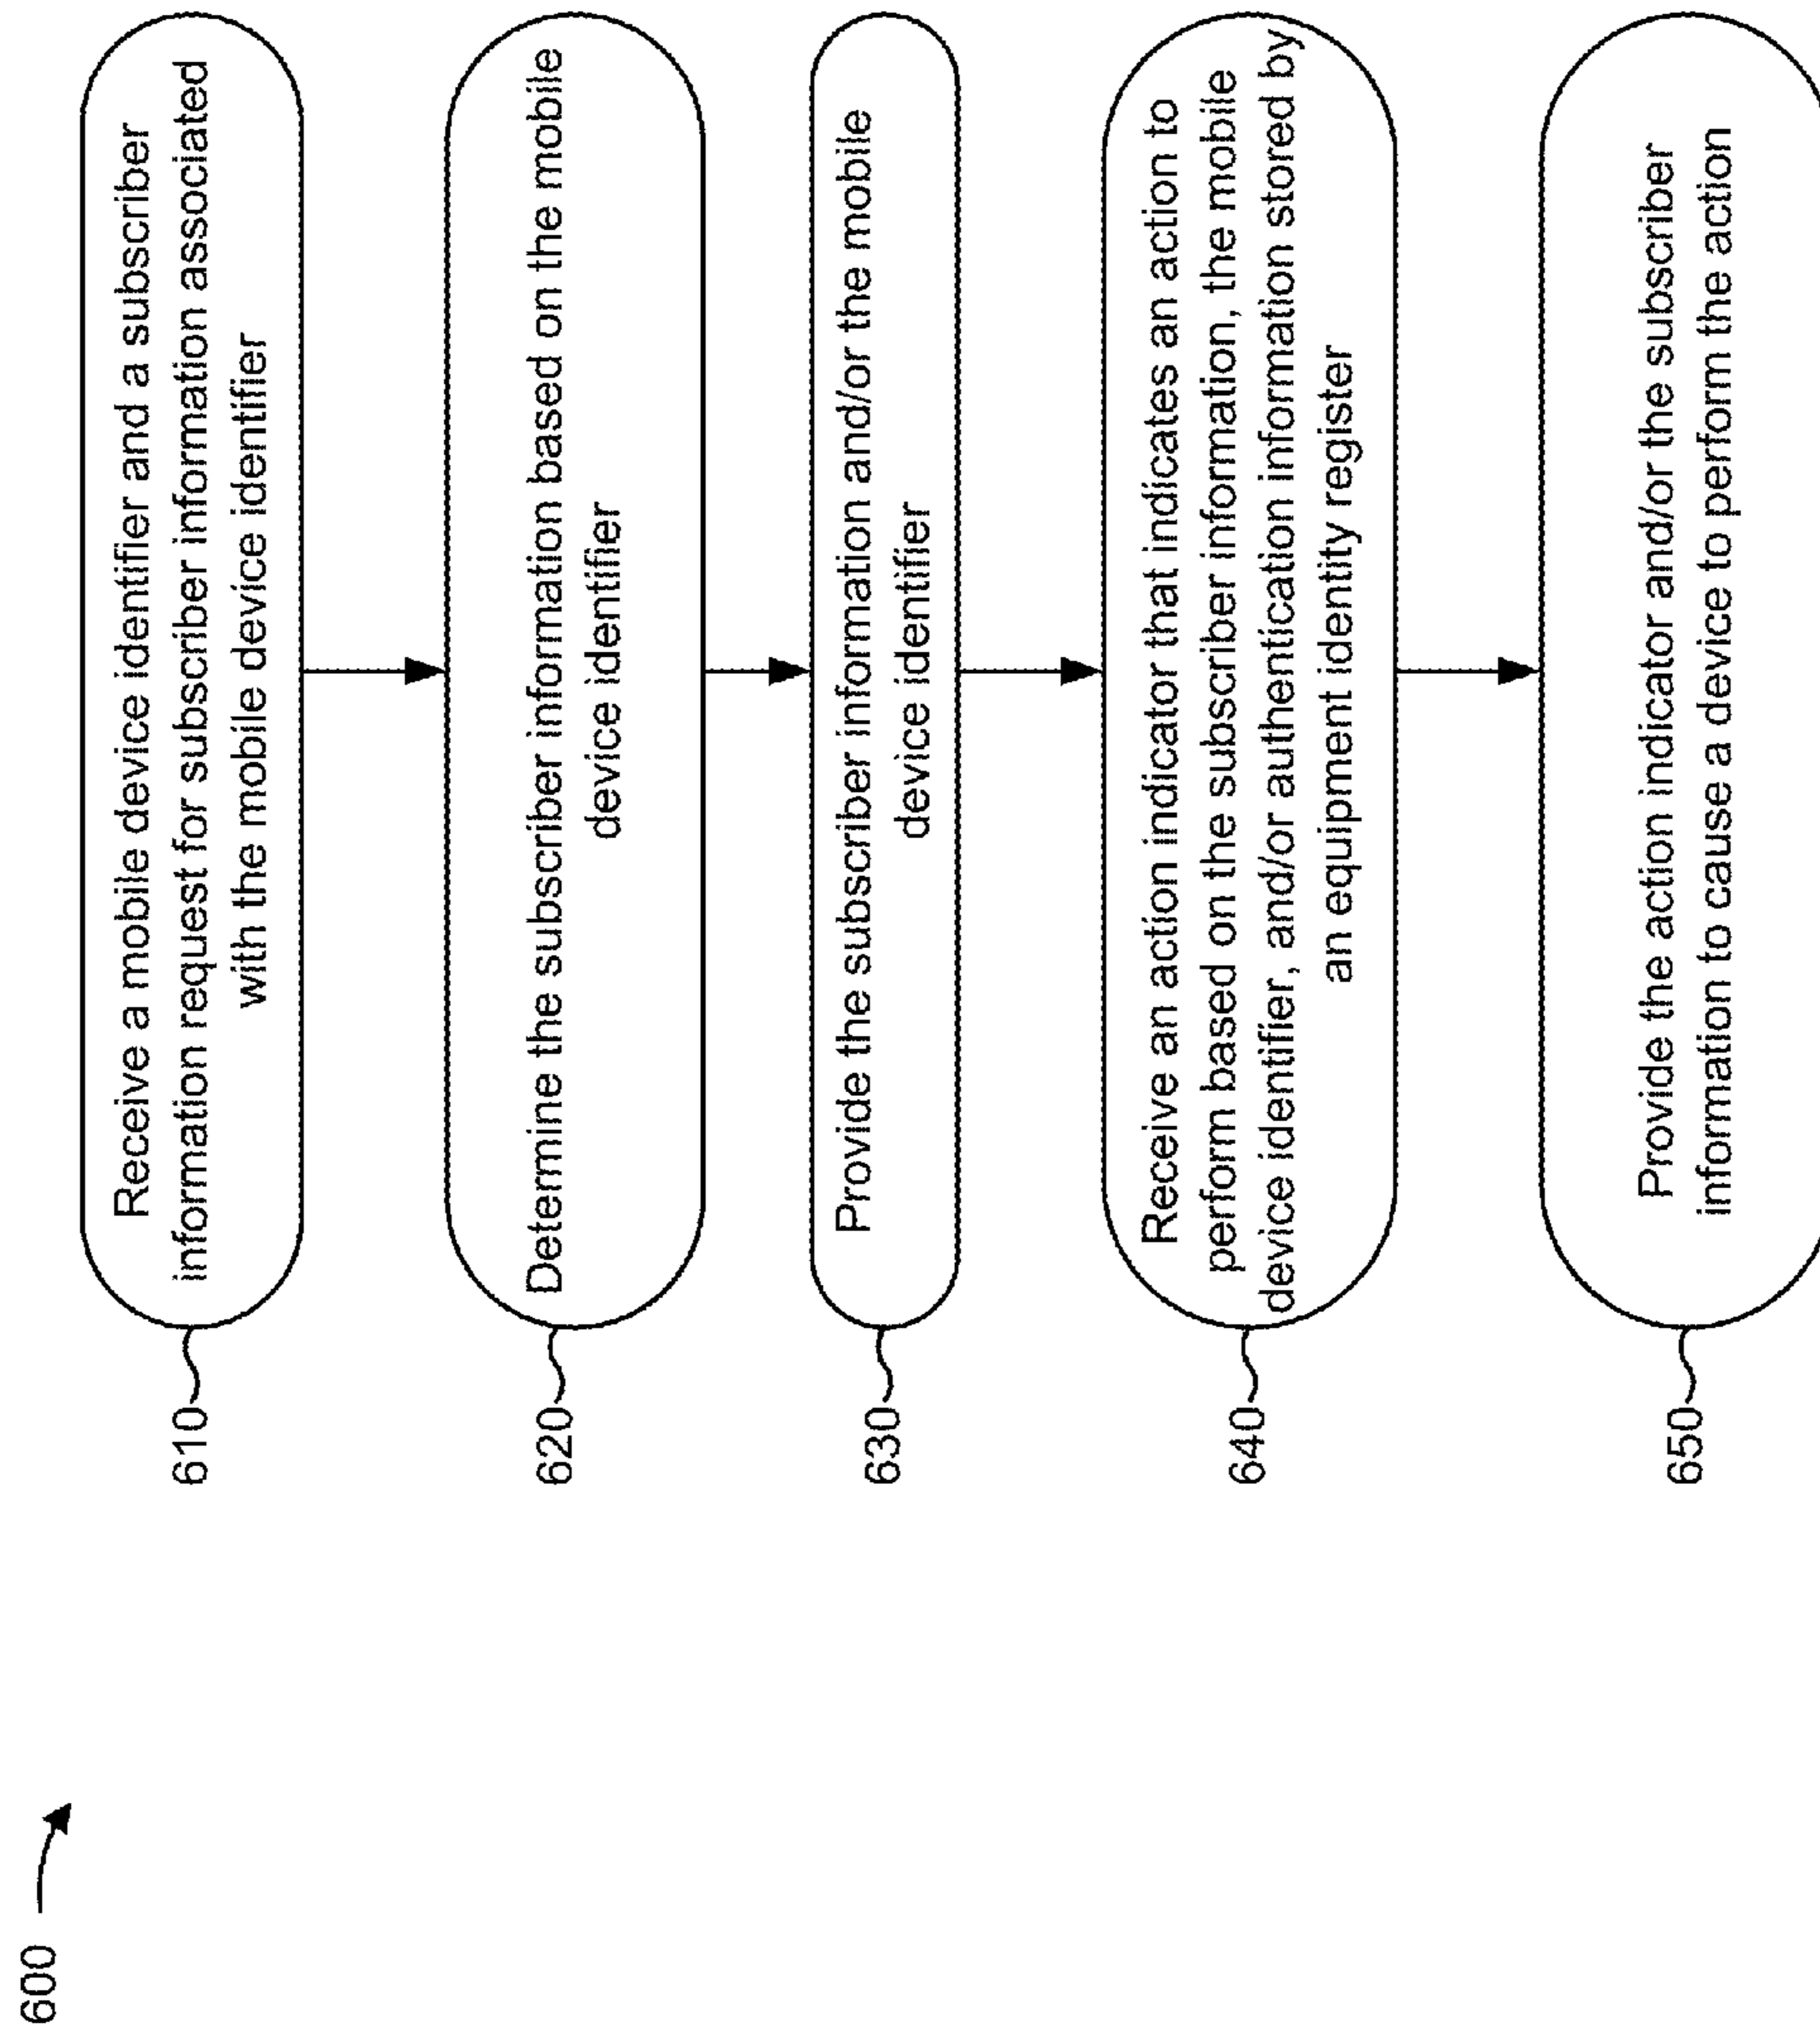 600
610
Receive a mobile device identifier and a subscriber
information request for subscriber information associated
with the mobile device identifier
620
Determine the subscriber information based on the mobile
device identifier
630
Provide the subscriber information and/or the mobile
device identifier
640
Receive an action indicator that indicates an action to
perform based on the subscriber information, the mobile
device identifier, and/or authentication information stored by
an equipment identity register
650
Provide the action indicator and/or the subscriber
information to cause a device to perform the action